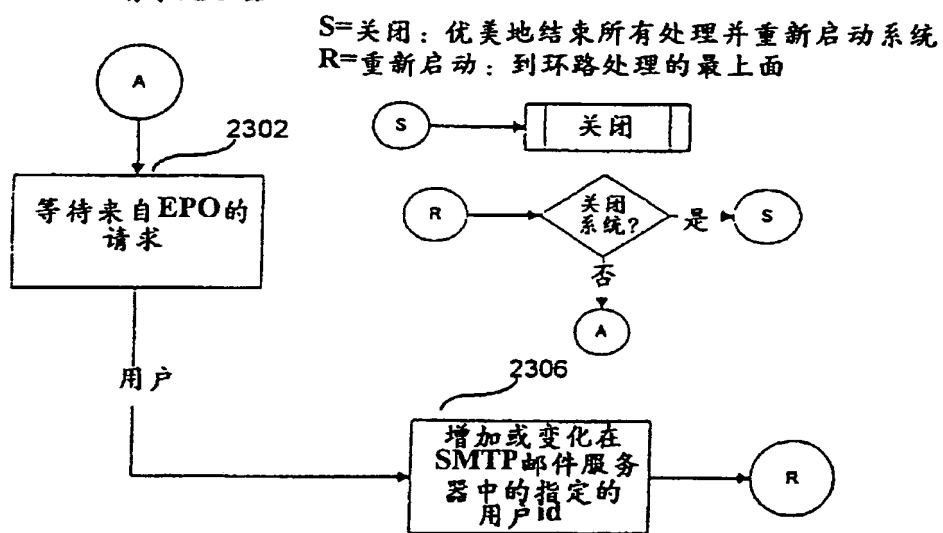 S=关闭：优美地结束所有处理并重新启动系统
R=重新启动：到环路处理的最上面
A
2302
S
关闭
等待来自EPO的
请求
R
关闭
系统?
是
S
否
A
用户
2306
增加或变化在
SMTP邮件服务
器中的指定的
用户id
R